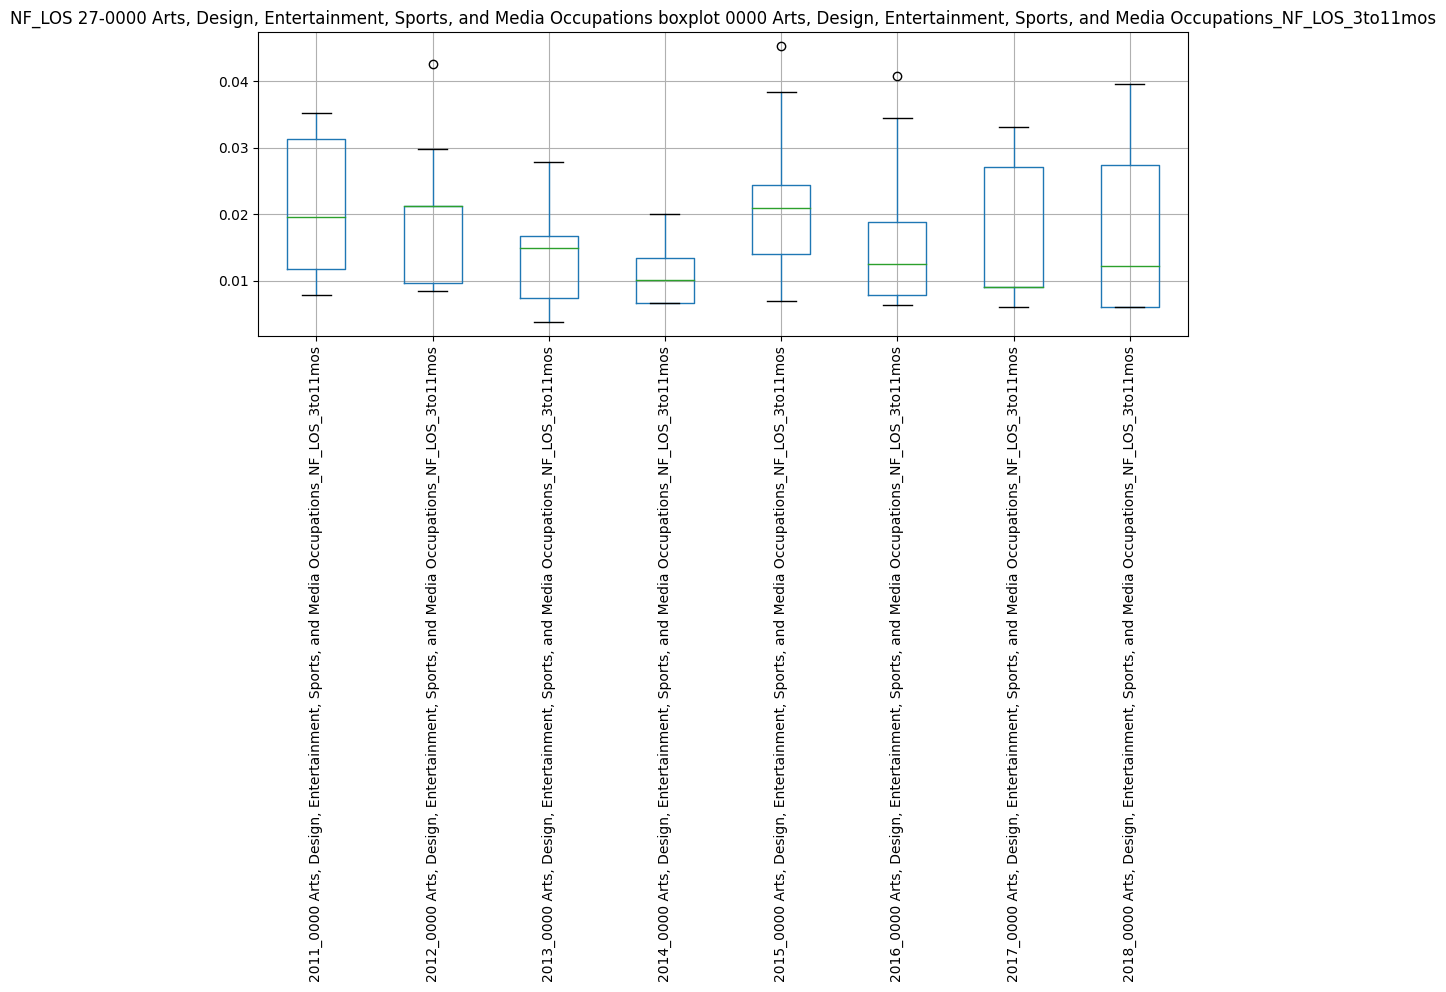 NF_LOS 27-0000 Arts, Design, Entertainment, Sports, and Media Occupations boxplot 0000 Arts, Design, Entertainment, Sports, and Media Occupations_NF_LOS_3to11mos
0.04
0.03
0.02
0.01
2011_0000 Arts, Design, Entertainment, Sports, and Media Occupations_NF_LOS_3to11mos
2012_0000 Arts, Design, Entertainment, Sports, and Media Occupations_NF_LOS_3to11mos
2013_0000 Arts, Design, Entertainment, Sports, and Media Occupations_NF_LOS_3to11mos
2014_0000 Arts, Design, Entertainment, Sports, and Media Occupations_NF_LOS_3to11mos
2015_0000 Arts, Design, Entertainment, Sports, and Media Occupations_NF_LOS_3to11mos
2016_0000 Arts, Design, Entertainment, Sports, and Media Occupations_NF_LOS_3to11mos
2017_0000 Arts, Design, Entertainment, Sports, and Media Occupations_NF_LOS_3to11mos
2018_0000 Arts, Design, Entertainment, Sports, and Media Occupations_NF_LOS_3to11mos